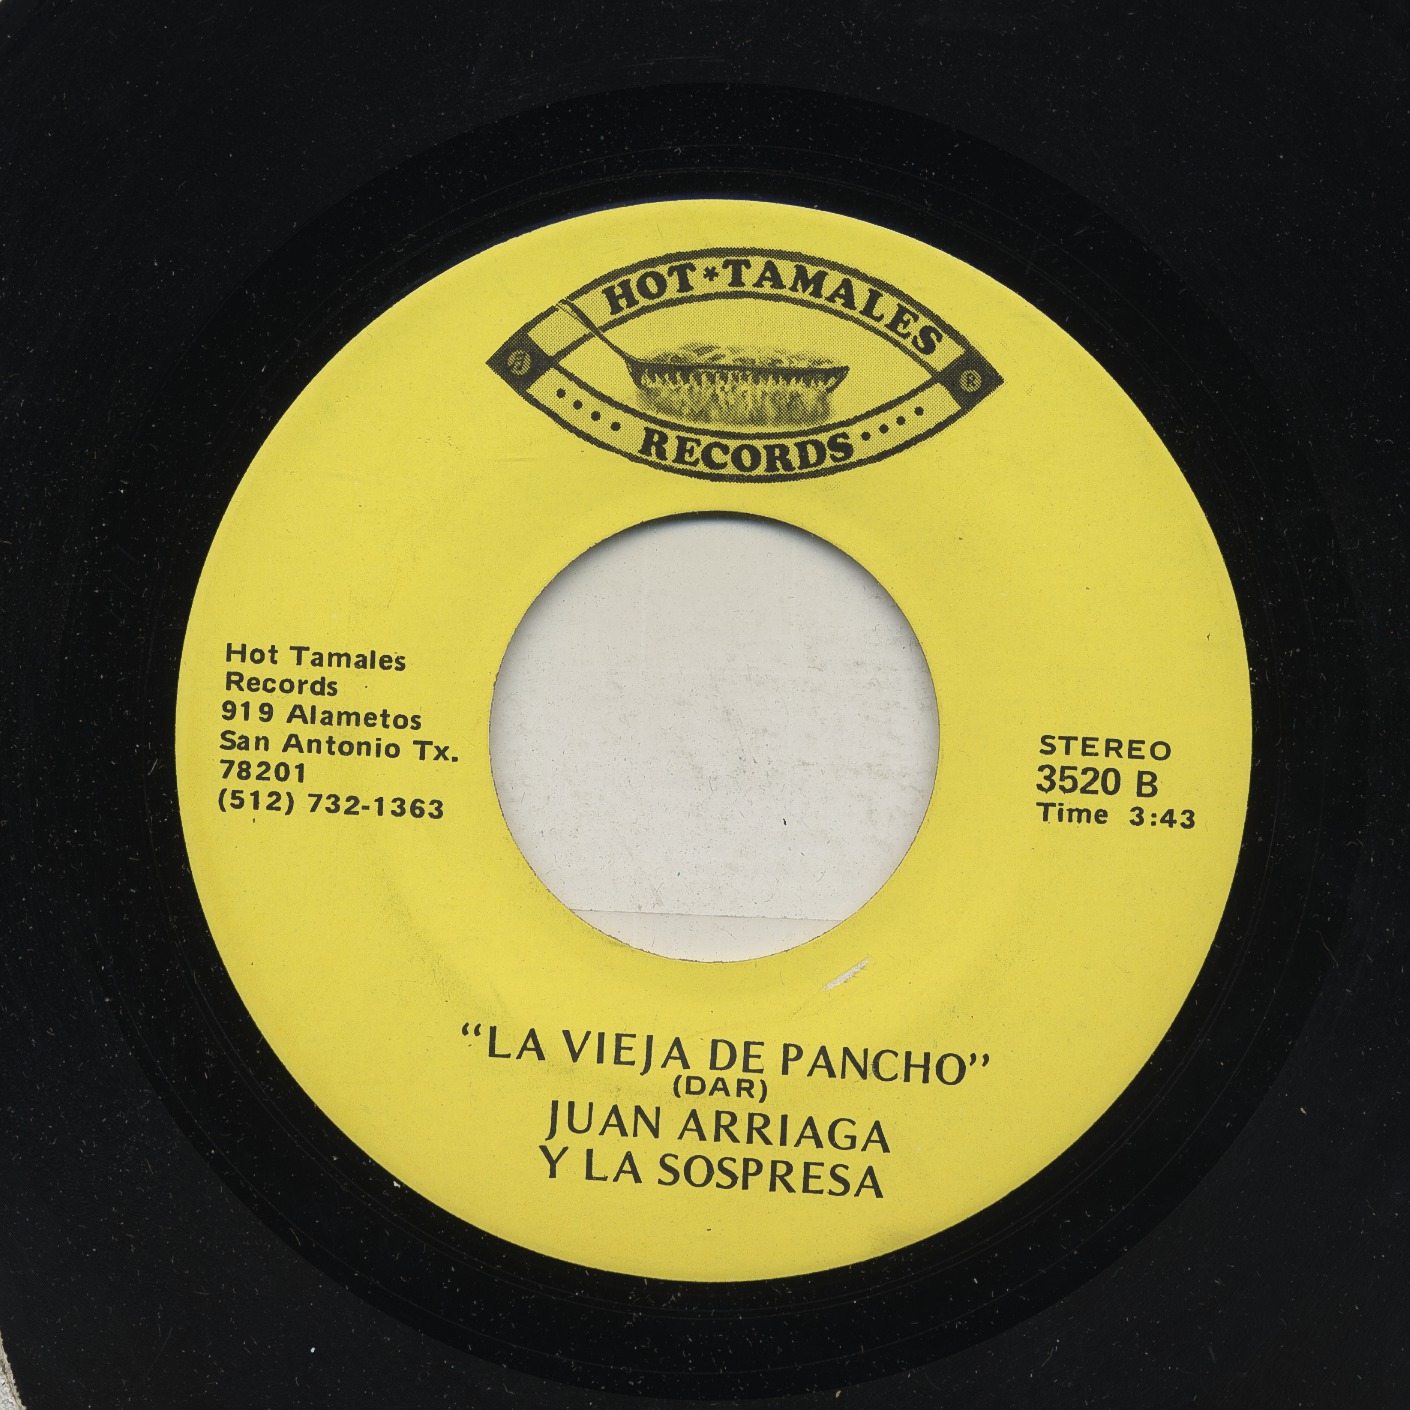 HOT*TAMALES
RECORDS
Hot Tamales
Records
919 Alametos
San Antonio Tx.
78201
(512) 732-1363
STEREO
3520 B
Time 3:43
“LA VIEJA DE PANCHO”
(DAR)
JUAN ARRIAGA
Y LA SOSPRESA